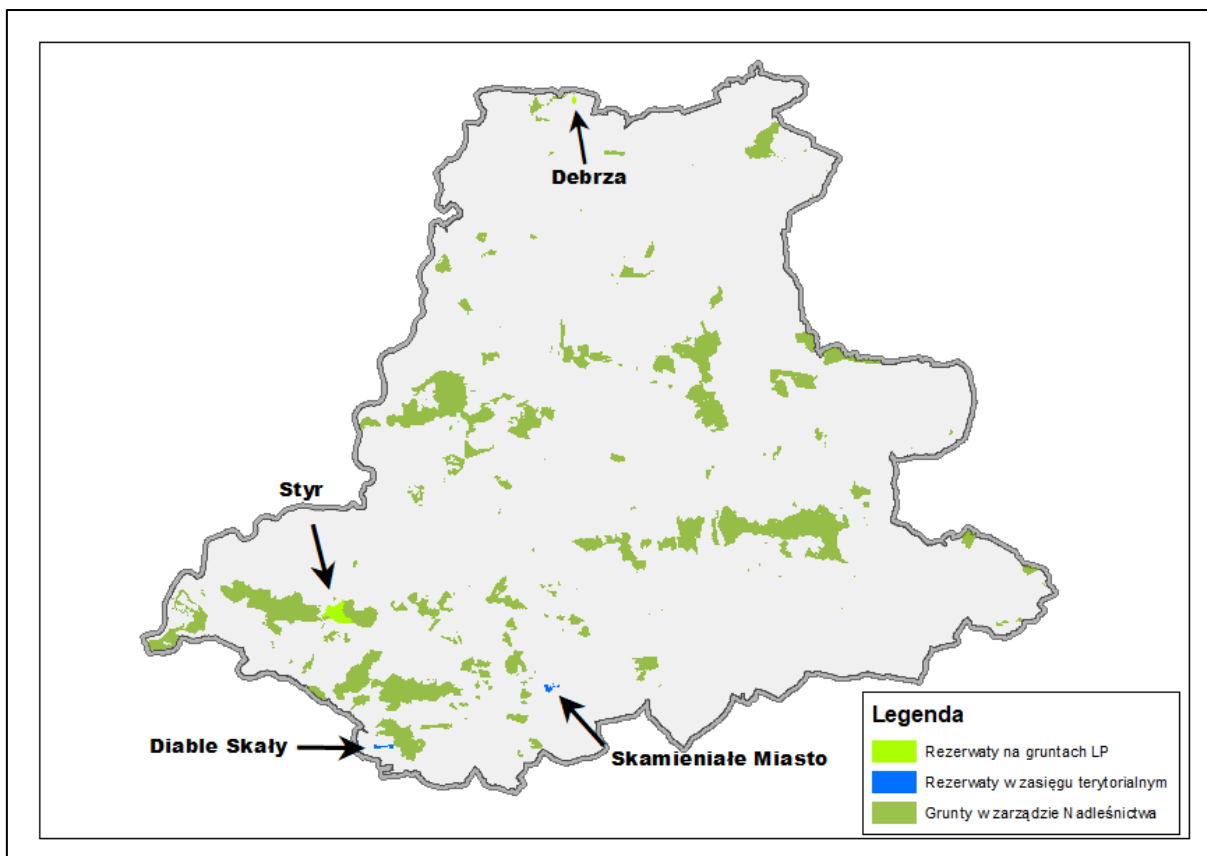 Debrza
Styr
Diable Skały
Skamieniałe Miasto
Legenda
Rezerwaty na gruntach LP
Rezerwaty w zasięgu terytorialnym
Grunty w zarządzie Nadleśnictwa